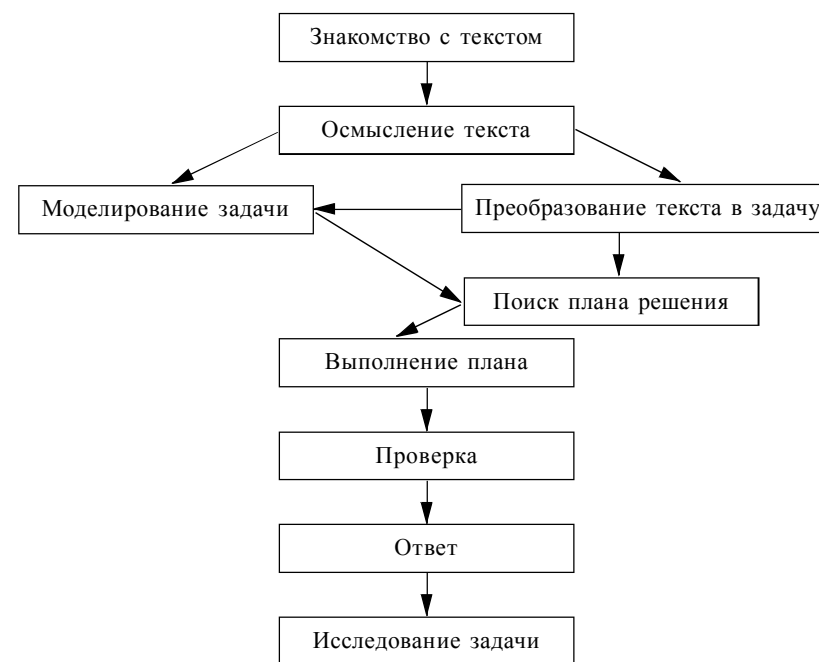 Знакомство с текстом
Осмысление текста
Моделирование задачи
Преобразование текста в задачу
Поиск плана решения
Выполнение плана
Проверка
Ответ
Исследование задачи